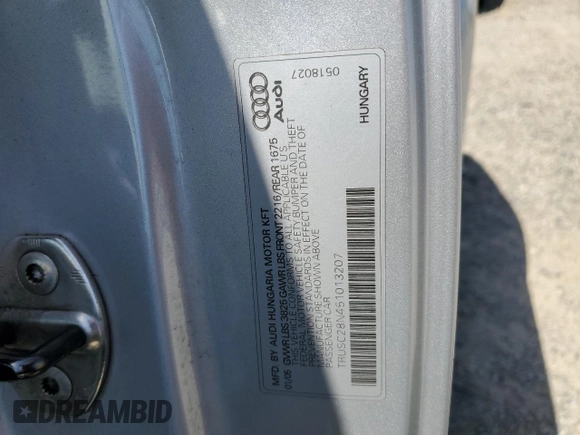 MFD BY AUDI HUNGARIA MOTOR KFT
01/05 GVWR LBS 3826 GAWR LBS FRONT 2216/REAR 1675
THIS VEHICLE CONFORMS TO ALL APPLICABLE U.S.
FEDERAL MOTOR VEHICLE SAFETY BUMPER AND THEFT
PREVENTION STANDARDS IN EFFECT ON THE DATE OF
MANUFACTURE SHOWN ABOVE
PASSENGER CAR
TRUSC28N451013207
Audi
0518027
HUNGARY
DREAMBID